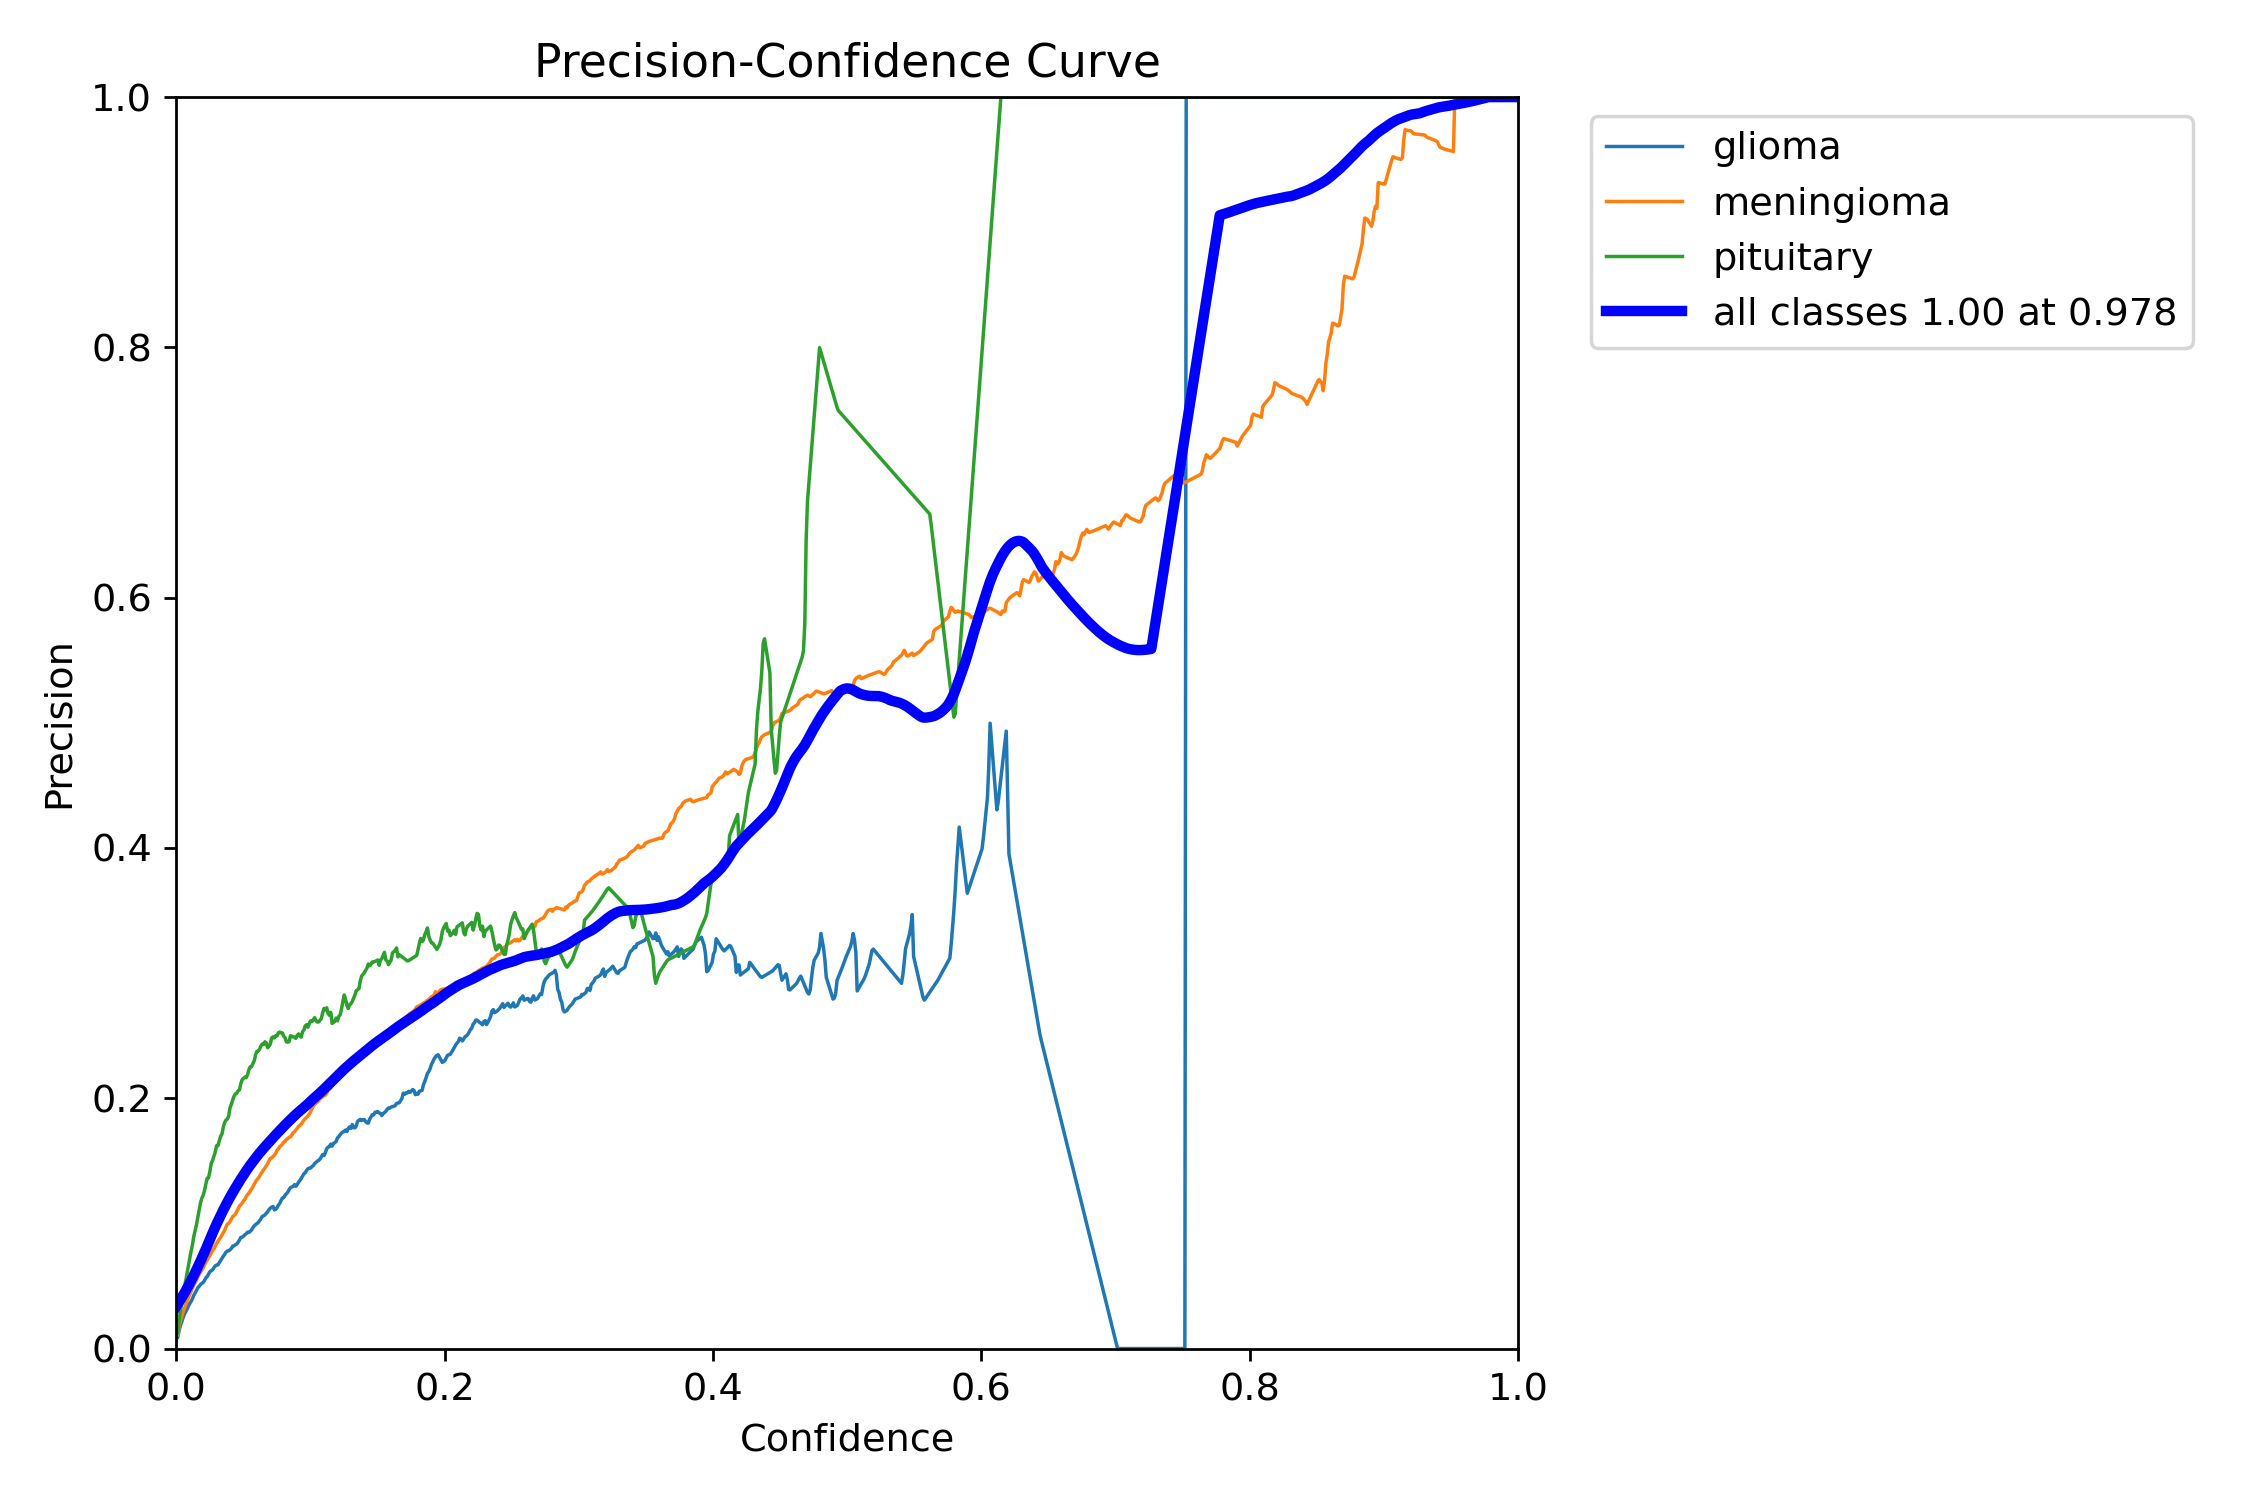 Precision-Confidence Curve
1.0
0.8
0.6
0.4
0.2
0.0
Precision
0.0 0.2 0.4 0.6 0.8 1.0
Confidence
glioma
meningioma
pituitary
all classes 1.00 at 0.978